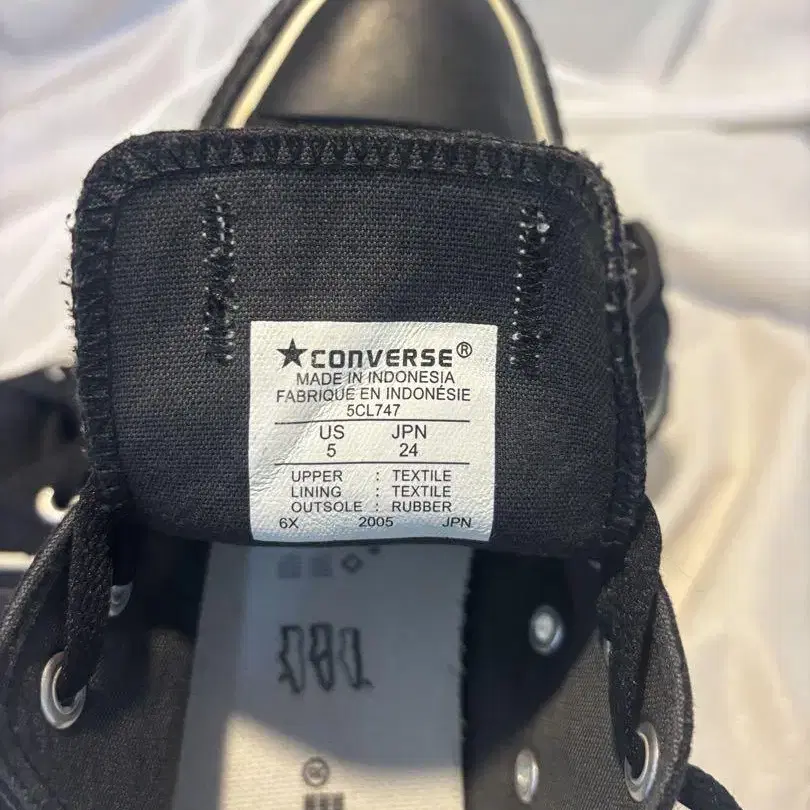 ★CONVERSE®
MADE IN INDONESIA
FABRIQUÉ EN INDONÉSIE
5CL747
US JPN
5 24
UPPER : TEXTILE
LINING : TEXTILE
OUTSOLE : RUBBER
6X 2005 JPN